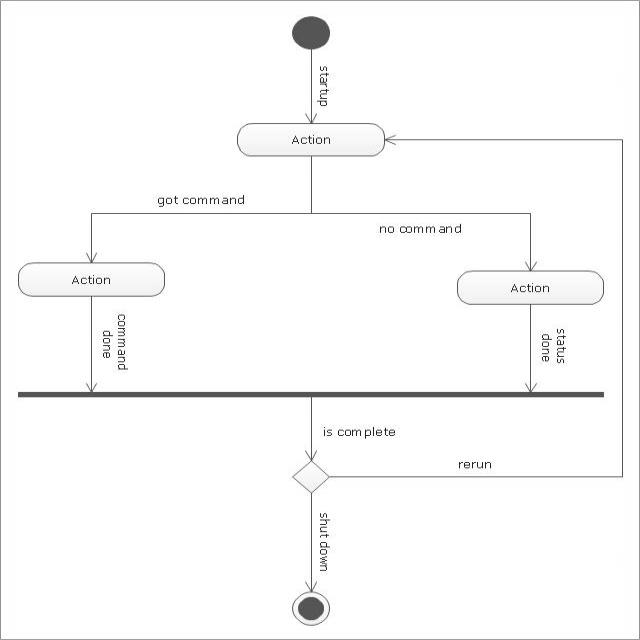 startup
Action
got command
no command
Action
Action
command
done
status
done
is complete
rerun
shut down